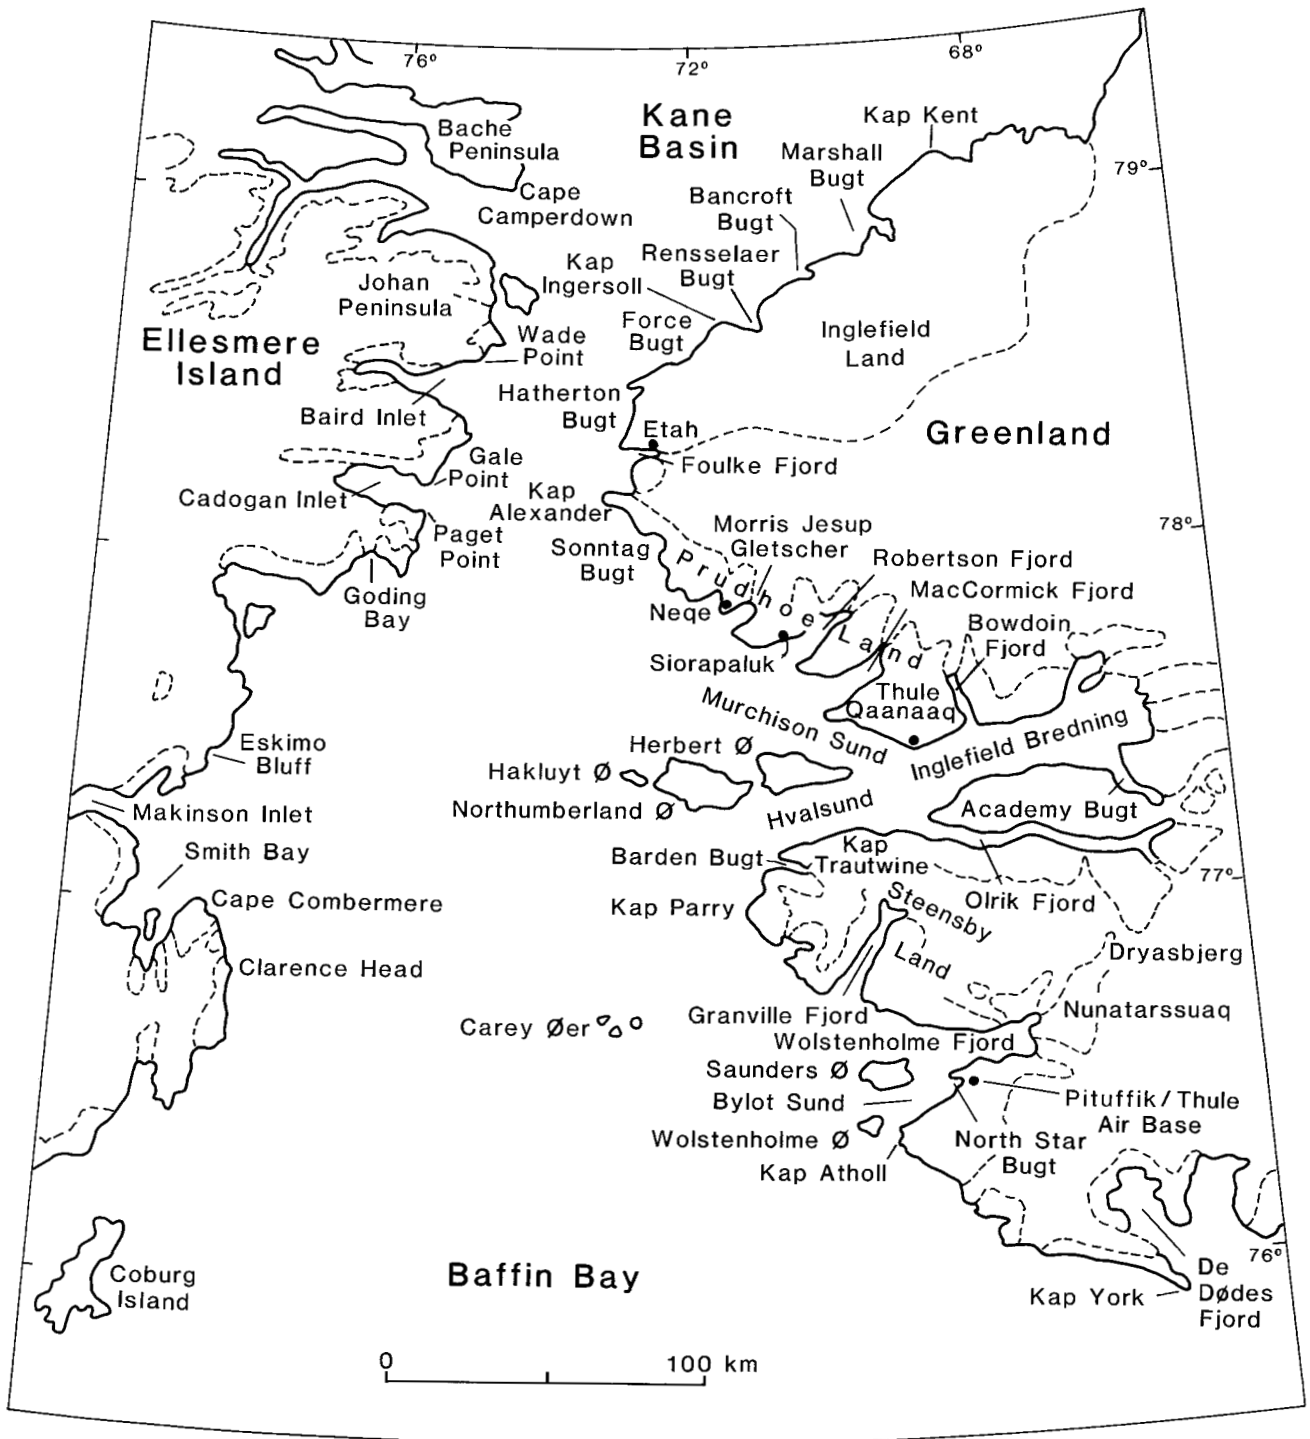 76°
72°
68°
Kane
Basin
Kap Kent
Bache
Peninsula
Marshall
Bugt
79°
Cape
Camperdown
Bancroft
Bugt
Rensselaer
Bugt
Kap
Ingersoll
Johan
Peninsula
Force
Bugt
Inglefield
Land
Ellesmere
Island
Wade
Point
Hatherton
Bugt
Baird Inlet
Etah
Greenland
Gale
Point
Foulke Fjord
Cadogan Inlet
Kap
Alexander
78°
Paget
Point
Morris Jesup
Gletscher
Sonntag
Bugt
Robertson Fjord
Prudhoe Land
MacCormick Fjord
Goding
Bay
Neqe
Bowdoin
Fjord
Siorapaluk
Thule
Qaanaaq
Murchison Sund
Inglefield Bredning
Eskimo
Bluff
Herbert Ø
Hakluyt Ø
Northumberland Ø
Hvalsund
Academy Bugt
Makinson Inlet
Smith Bay
Barden Bugt
Kap
Trautwine
77°
Cape Combermere
Kap Parry
Steensby
Land
Olrik Fjord
Clarence Head
Dryasbjerg
Carey Øer
Granville Fjord
Nunatarssuaq
Wolstenholme Fjord
Saunders Ø
Bylot Sund
Pituffik/Thule
Air Base
Wolstenholme Ø
North Star
Bugt
Kap Atholl
76°
Coburg
Island
Baffin Bay
De
Dødes
Fjord
Kap York
0
100 km